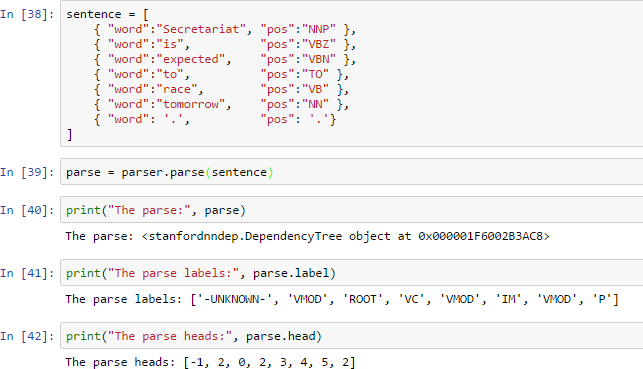 In [38]: sentence = [
    { "word":"Secretariat", "pos":"NNP" },
    { "word":"is",          "pos":"VBZ" },
    { "word":"expected",    "pos":"VBN" },
    { "word":"to",          "pos":"TO" },
    { "word":"race",        "pos":"VB" },
    { "word":"tomorrow",    "pos":"NN" },
    { "word": '.',          "pos": '.'}
]
In [39]: parse = parser.parse(sentence)
In [40]: print("The parse:", parse)
The parse: <stanfordnndep.DependencyTree object at 0x000001F6002B3AC8>
In [41]: print("The parse labels:", parse.label)
The parse labels: ['-UNKNOWN-', 'VMOD', 'ROOT', 'VC', 'VMOD', 'IM', 'VMOD', 'P']
In [42]: print("The parse heads:", parse.head)
The parse heads: [-1, 2, 0, 2, 3, 4, 5, 2]